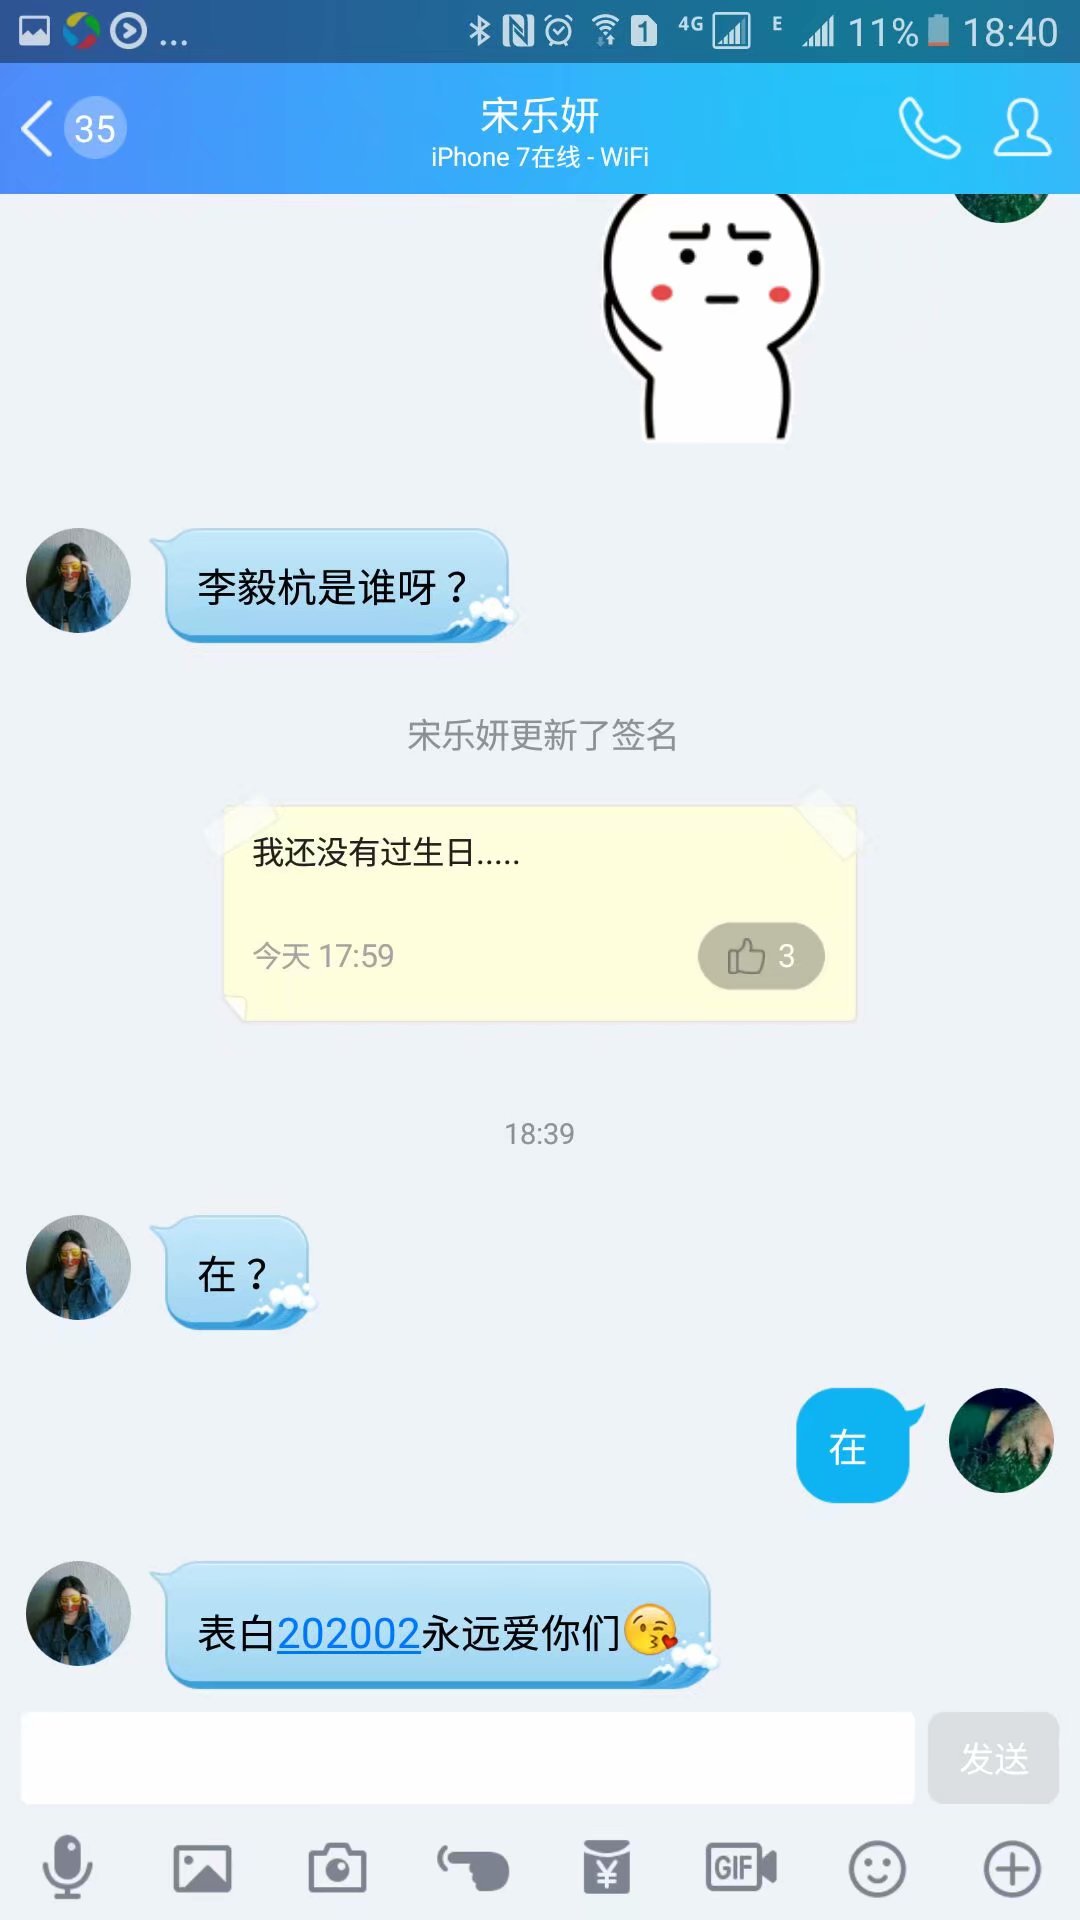 ... 1 4G E 11% 18:40
35
宋乐妍
iPhone 7在线 - WiFi
李毅杭是谁呀？
宋乐妍更新了签名
我还没有过生日.....
今天 17:59
3
18:39
在？
在
表白202002永远爱你们😘
发送
¥
GIF